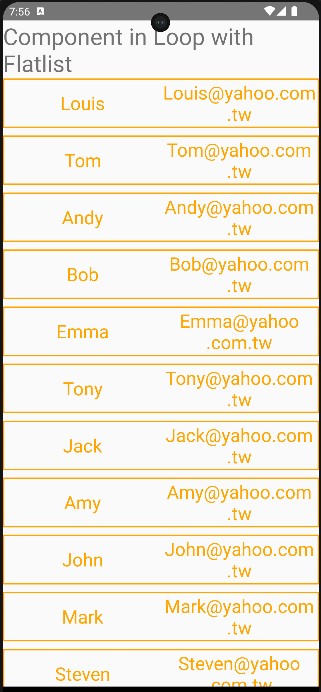 7:56 A
Component in Loop with
Flatlist
Louis
Louis@yahoo.com
.tw
Tom
Tom@yahoo.com
.tw
Andy
Andy@yahoo.com
.tw
Bob
Bob@yahoo.com
.tw
Emma
Emma@yahoo
.com.tw
Tony
Tony@yahoo.com
.tw
Jack
Jack@yahoo.com
.tw
Amy
Amy@yahoo.com
.tw
John
John@yahoo.com
.tw
Mark
Mark@yahoo.com
.tw
Steven
Steven@yahoo
.com.tw